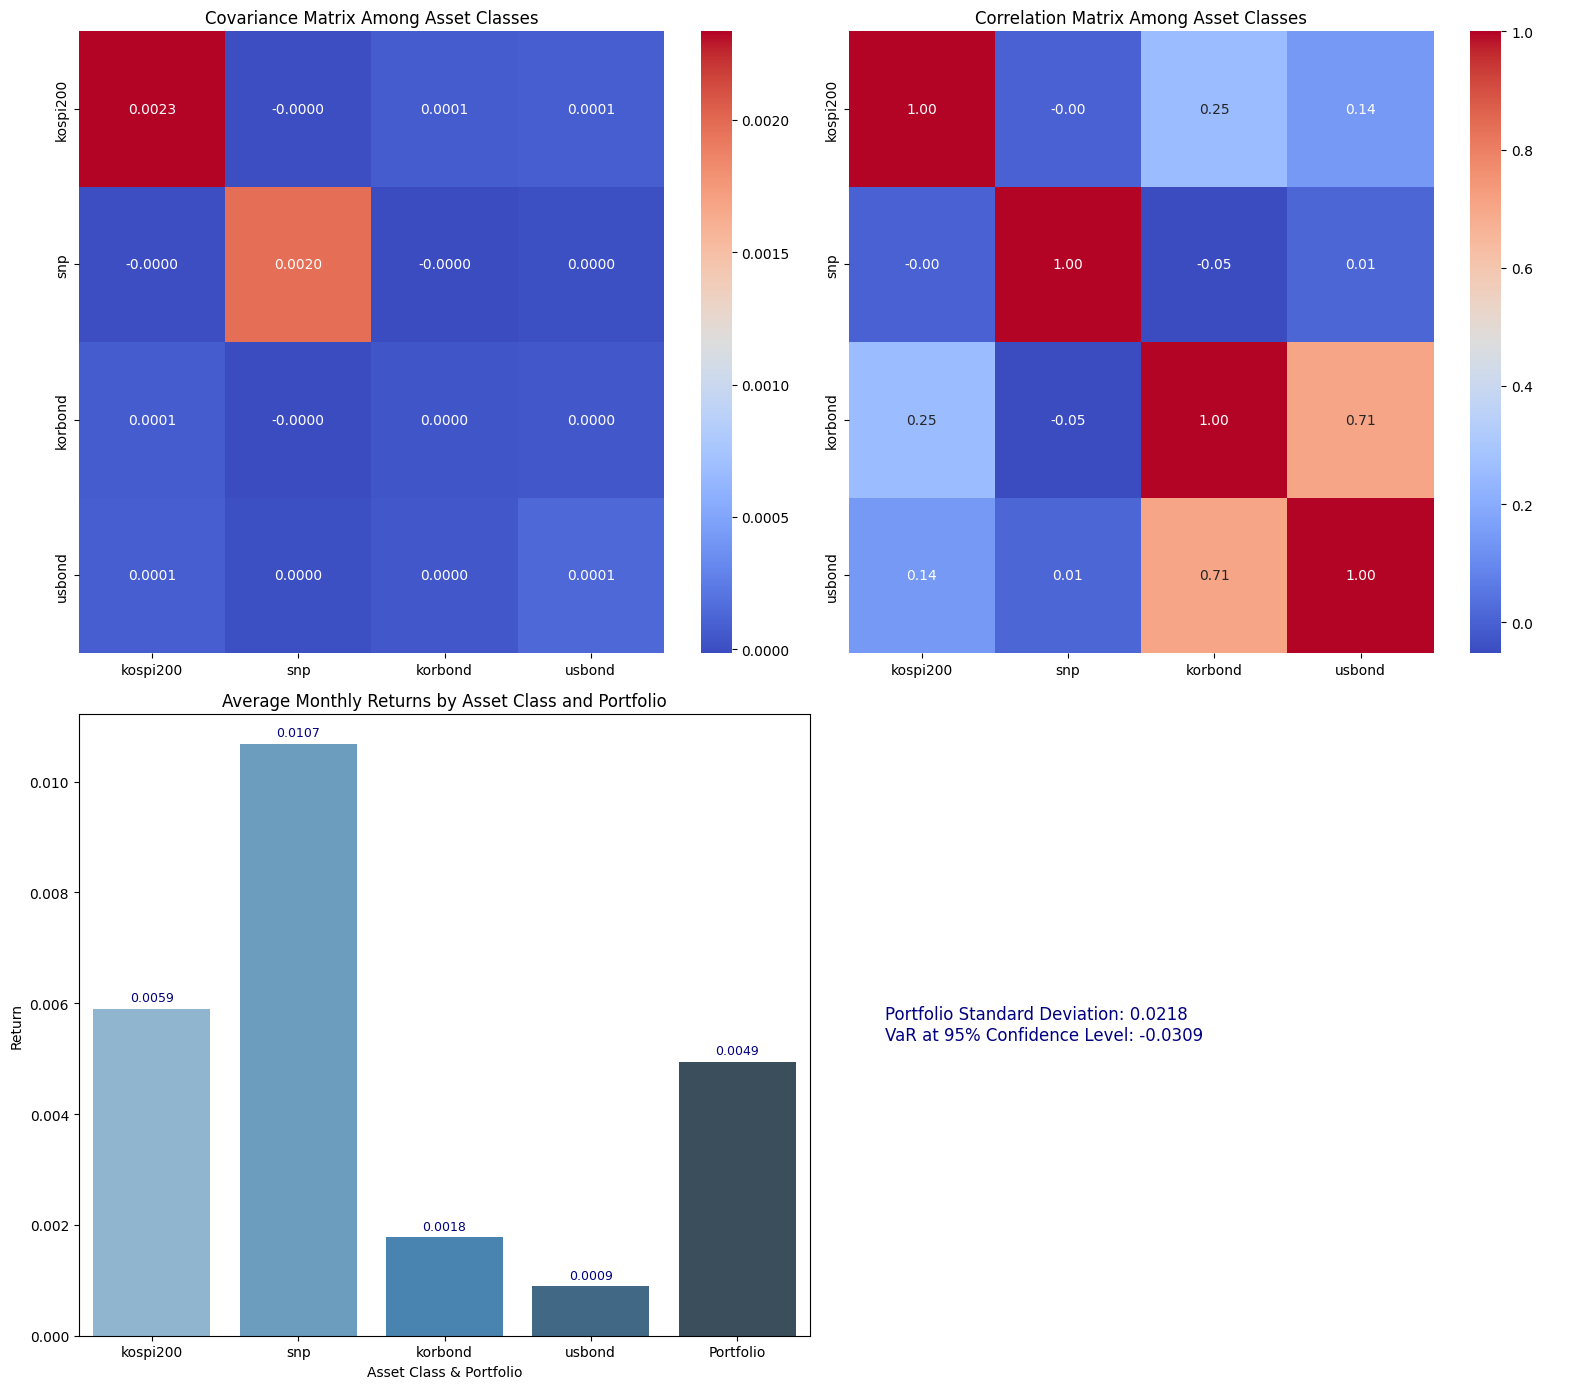 Covariance Matrix Among Asset Classes
kospi200
snp
korbond
usbond
0.0023 -0.0000 0.0001 0.0001
-0.0000 0.0020 -0.0000 0.0000
0.0001 -0.0000 0.0000 0.0000
0.0001 0.0000 0.0000 0.0001
kospi200 snp korbond usbond
0.0020
0.0015
0.0010
0.0005
0.0000
Correlation Matrix Among Asset Classes
kospi200
snp
korbond
usbond
1.00 -0.00 0.25 0.14
-0.00 1.00 -0.05 0.01
0.25 -0.05 1.00 0.71
0.14 0.01 0.71 1.00
kospi200 snp korbond usbond
1.0
0.8
0.6
0.4
0.2
0.0
Average Monthly Returns by Asset Class and Portfolio
Return
0.010
0.008
0.006
0.004
0.002
0.000
0.0059
0.0107
0.0018
0.0009
0.0049
kospi200 snp korbond usbond Portfolio
Asset Class & Portfolio
Portfolio Standard Deviation: 0.0218
VaR at 95% Confidence Level: -0.0309